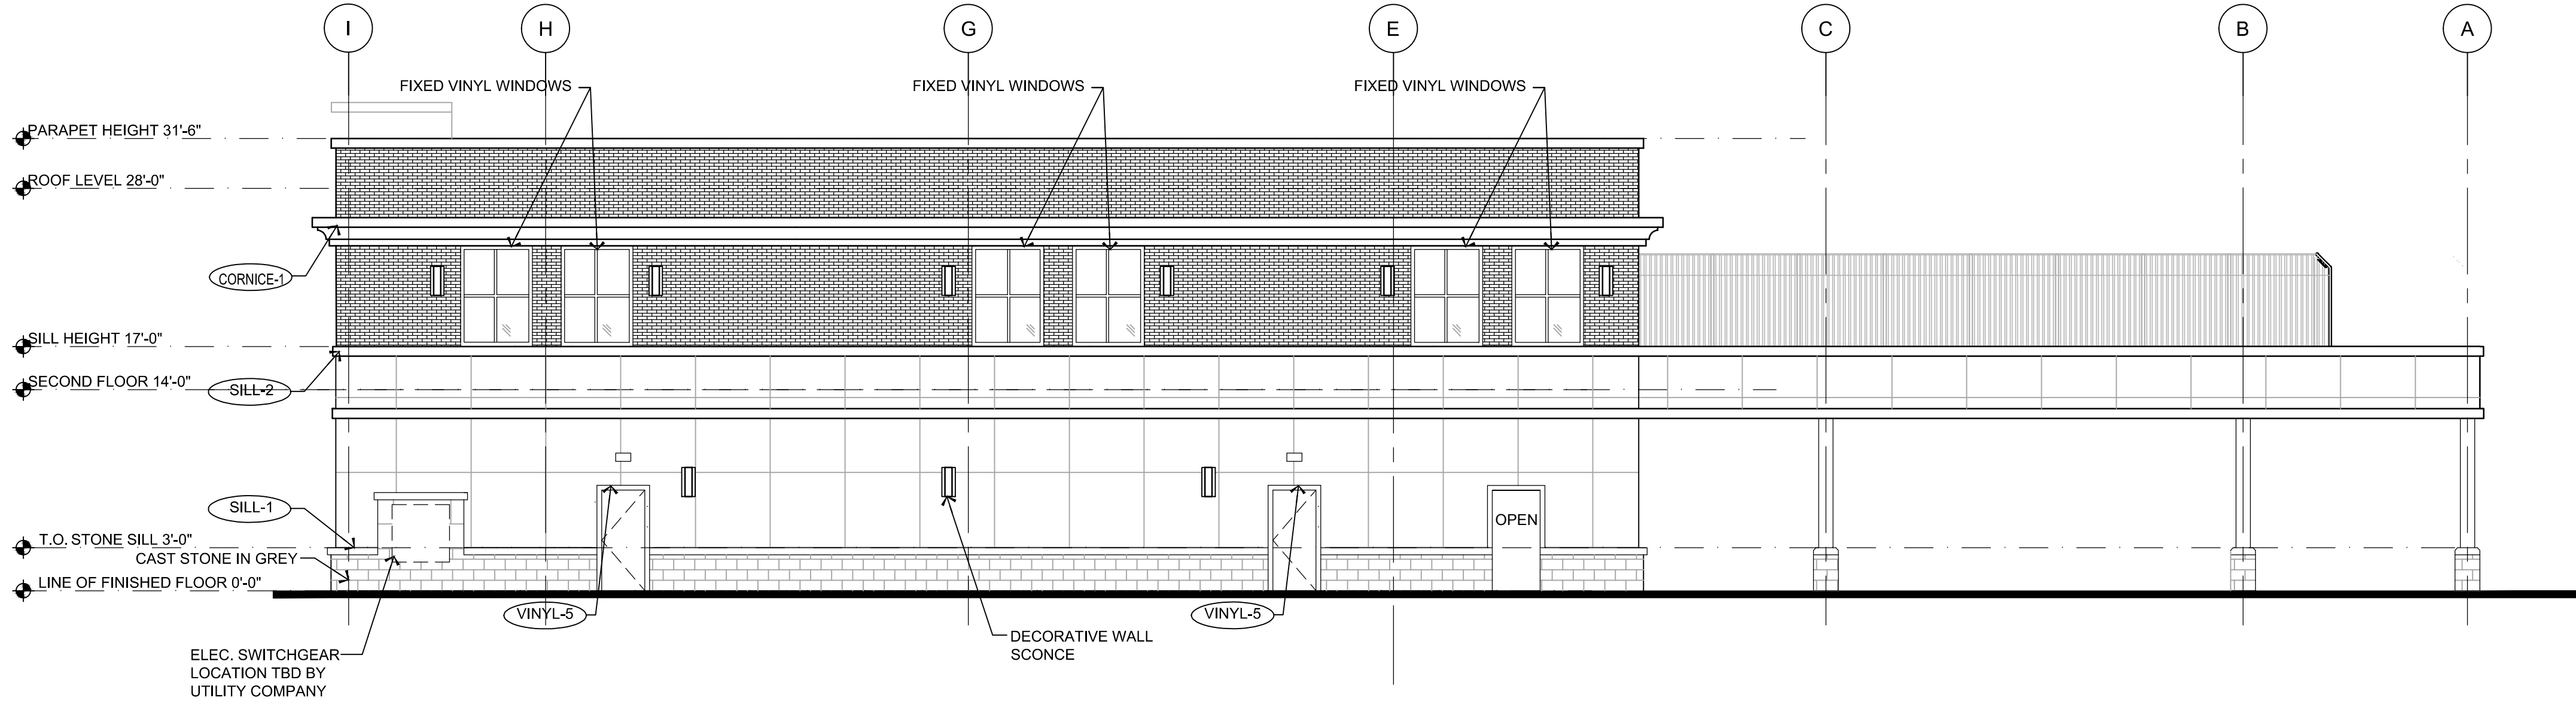 I
H
G
E
C
B
A
FIXED VINYL WINDOWS
FIXED VINYL WINDOWS
FIXED VINYL WINDOWS
PARAPET HEIGHT 31'-6"
ROOF LEVEL 28'-0"
CORNICE-1
SILL HEIGHT 17'-0"
SECOND FLOOR 14'-0"
SILL-2
SILL-1
OPEN
T.O. STONE SILL 3'-0"
CAST STONE IN GREY
LINE OF FINISHED FLOOR 0'-0"
VINYL-5
VINYL-5
DECORATIVE WALL
SCONCE
ELEC. SWITCHGEAR
LOCATION TBD BY
UTILITY COMPANY